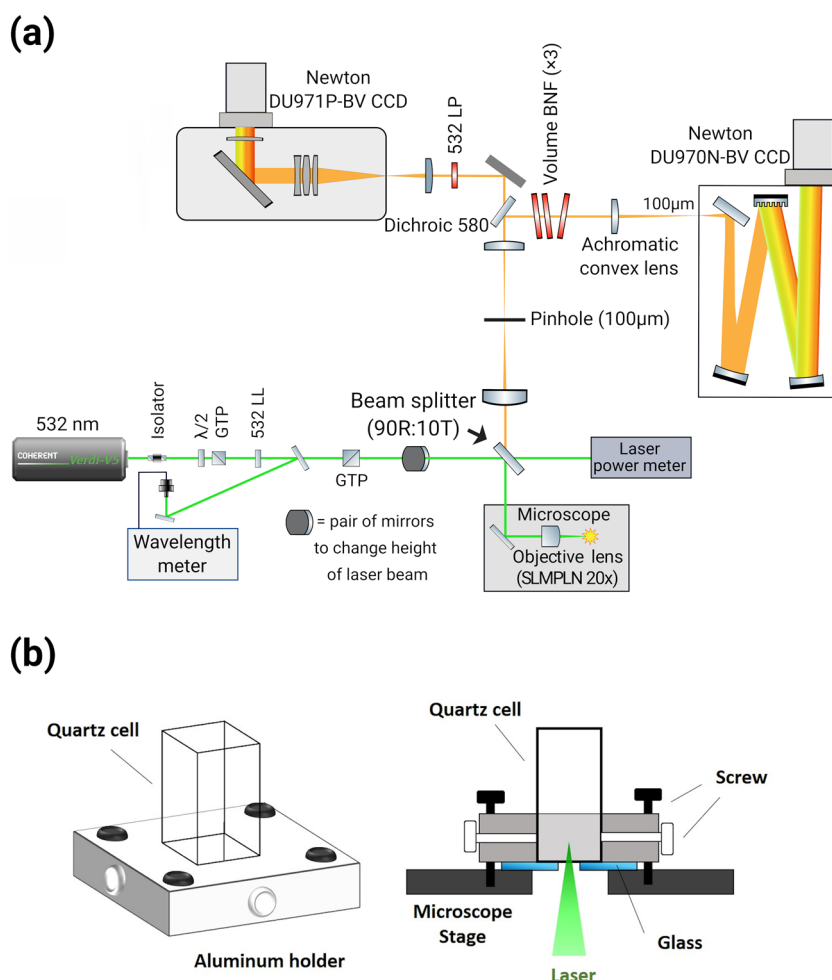 (a)
Newton
DU971P-BV CCD
532 LP
Volume BNF (×3)
Newton
DU970N-BV CCD
Dichroic 580
100µm
Achromatic
convex lens
Pinhole (100µm)
Beam splitter
(90R:10T)
532 nm
Isolator
λ/2
GTP
532 LL
COHERENT
Verdi-V5
GTP
Laser
power meter
Wavelength
meter
= pair of mirrors
to change height
of laser beam
Microscope
Objective lens
(SLMPLN 20x)
(b)
Quartz cell
Aluminum holder
Quartz cell
Screw
Microscope
Stage
Glass
Laser